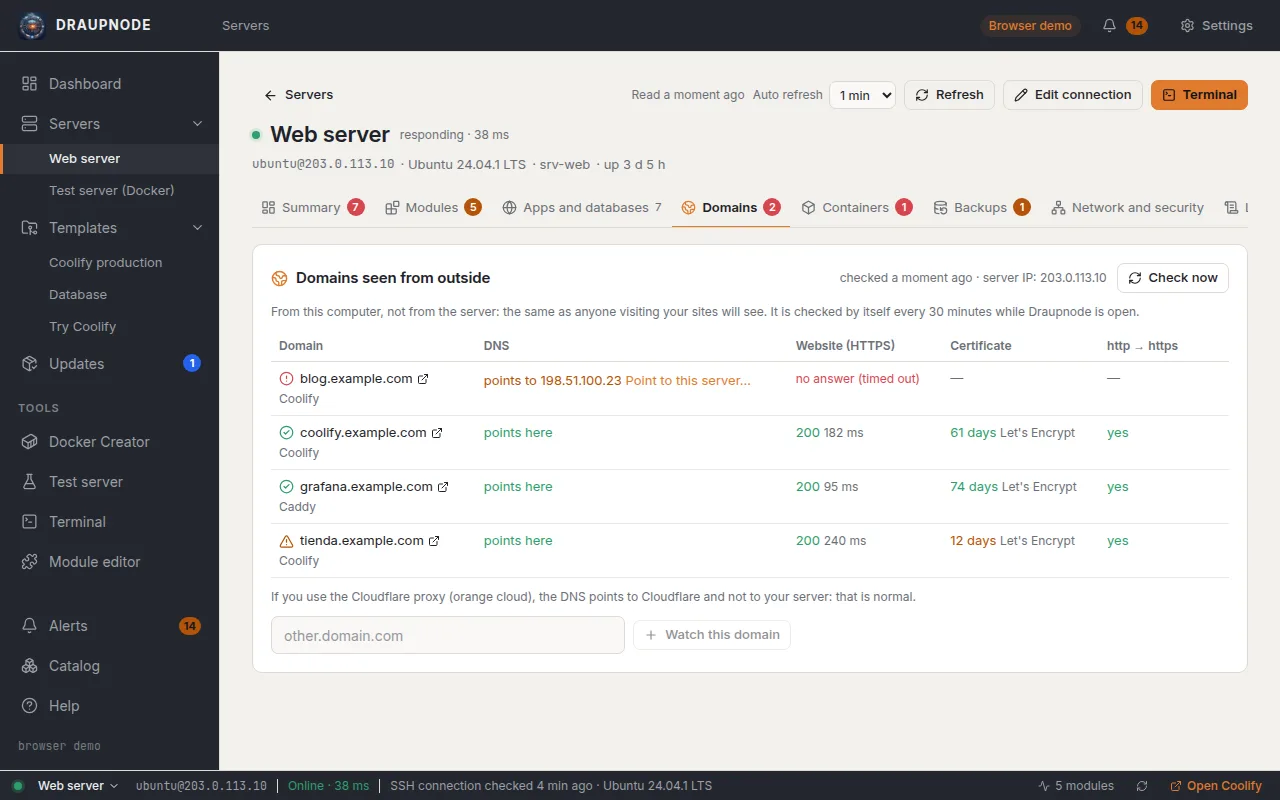 DRAUPNODE Servers Browser demo 14 Settings
Dashboard
Servers
Web server
Test server (Docker)
Templates
Coolify production
Database
Try Coolify
Updates 1
TOOLS
Docker Creator
Test server
Terminal
Module editor
Alerts 14
Catalog
Help
browser demo
Servers Read a moment ago Auto refresh 1 min Refresh Edit connection Terminal
Web server responding · 38 ms
ubuntu@203.0.113.10 · Ubuntu 24.04.1 LTS · srv-web · up 3 d 5 h
Summary 7 Modules 5 Apps and databases 7 Domains 2 Containers 1 Backups 1 Network and security
Domains seen from outside checked a moment ago · server IP: 203.0.113.10 Check now
From this computer, not from the server: the same as anyone visiting your sites will see. It is checked by itself every 30 minutes while Draupnode is open.
Domain DNS Website (HTTPS) Certificate http → https
blog.example.com points to 198.51.100.23 Point to this server... no answer (timed out) — —
Coolify
coolify.example.com points here 200 182 ms 61 days Let's Encrypt yes
Coolify
grafana.example.com points here 200 95 ms 74 days Let's Encrypt yes
Caddy
tienda.example.com points here 200 240 ms 12 days Let's Encrypt yes
Coolify
If you use the Cloudflare proxy (orange cloud), the DNS points to Cloudflare and not to your server: that is normal.
other.domain.com + Watch this domain
Web server ubuntu@203.0.113.10 Online · 38 ms SSH connection checked 4 min ago · Ubuntu 24.04.1 LTS 5 modules Open Coolify